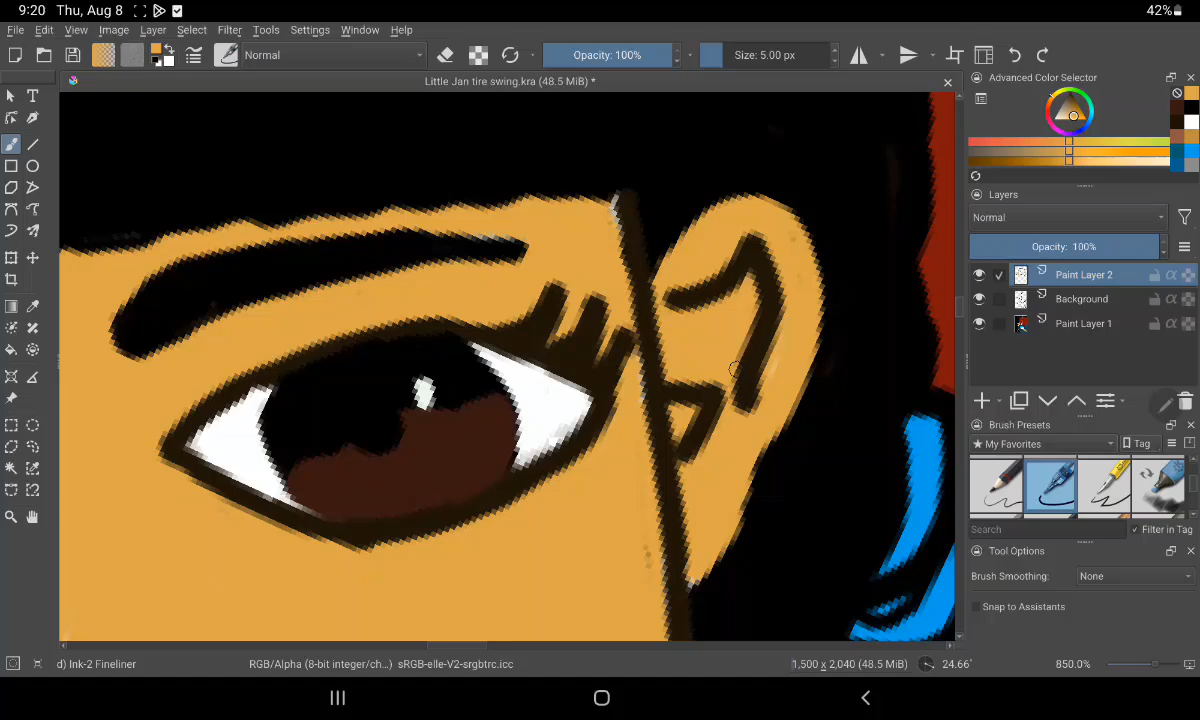 9:20 Thu, Aug 8
42%
File Edit View Image Layer Select Filter Tools Settings Window Help
Normal Opacity: 100% Size: 5.00 px
Little Jan tire swing.kra (48.5 MiB) *
Advanced Color Selector
Layers
Normal
Opacity: 100%
Paint Layer 2
Background
Paint Layer 1
Brush Presets
My Favorites Tag
Search Filter in Tag
Tool Options
Brush Smoothing: None
Snap to Assistants
d) Ink-2 Fineliner RGB/Alpha (8-bit integer/ch...) sRGB-elle-V2-srgbtrc.icc 1,500 x 2,040 (48.5 MiB) 24.66° 850.0%